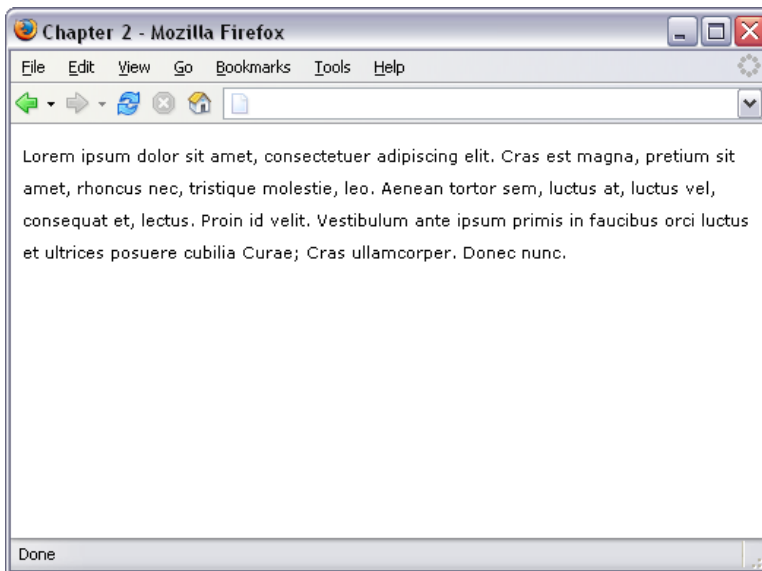 Chapter 2 - Mozilla Firefox
File Edit View Go Bookmarks Tools Help
Lorem ipsum dolor sit amet, consectetuer adipiscing elit. Cras est magna, pretium sit
amet, rhoncus nec, tristique molestie, leo. Aenean tortor sem, luctus at, luctus vel,
consequat et, lectus. Proin id velit. Vestibulum ante ipsum primis in faucibus orci luctus
et ultrices posuere cubilia Curae; Cras ullamcorper. Donec nunc.
Done